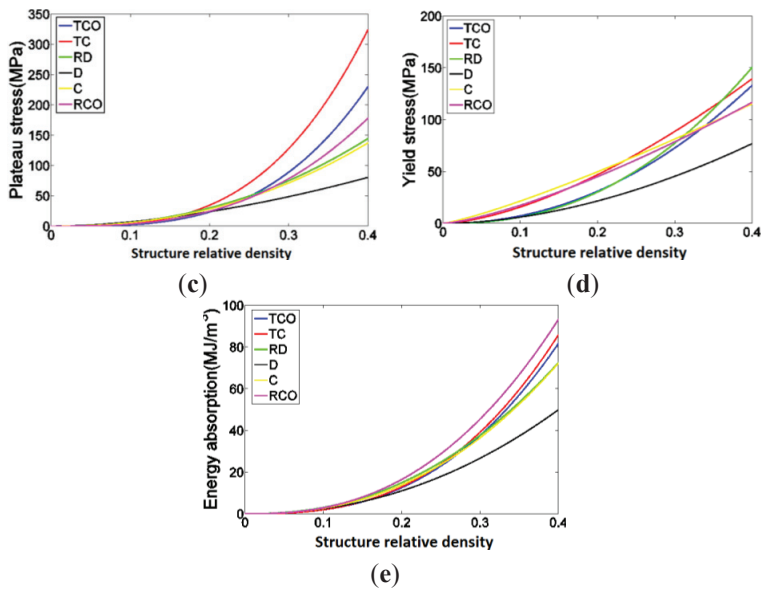 350
300
250
200
150
100
50
0
Plateau stress(MPa)
TCO
TC
RD
D
C
RCO
0 0.1 0.2 0.3 0.4
Structure relative density
(c)
200
150
100
50
0
Yield stress(MPa)
TCO
TC
RD
D
C
RCO
0 0.1 0.2 0.3 0.4
Structure relative density
(d)
100
80
60
40
20
0
Energy absorption(MJ/m³)
TCO
TC
RD
D
C
RCO
0 0.1 0.2 0.3 0.4
Structure relative density
(e)